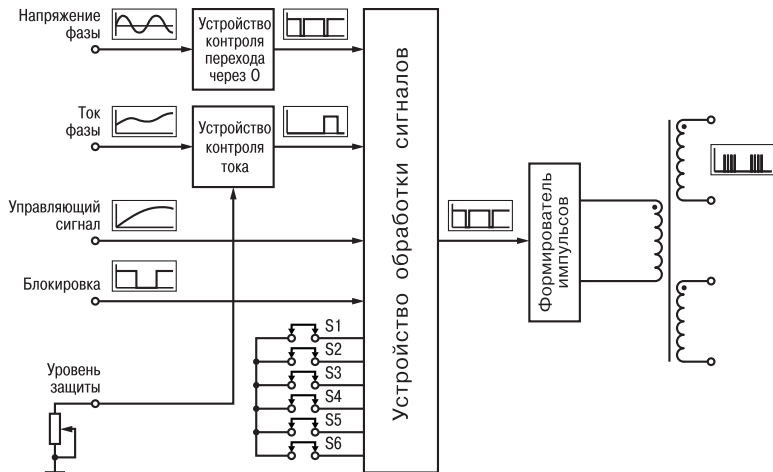 Напряжение
фазы
Устройство
контроля
перехода
через 0
Ток
фазы
Устройство
контроля
тока
Управляющий
сигнал
Блокировка
Уровень
защиты
S1
S2
S3
S4
S5
S6
Устройство обработки сигналов
Формирователь
импульсов